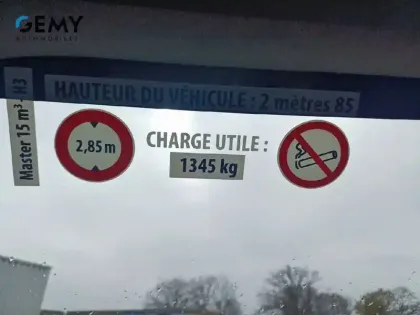 GEMY
AUTOMOBILES
HAUTEUR DU VÉHICULE : 2 mètres 85
Master 15 m³ H3
2,85 m
CHARGE UTILE :
1345 kg